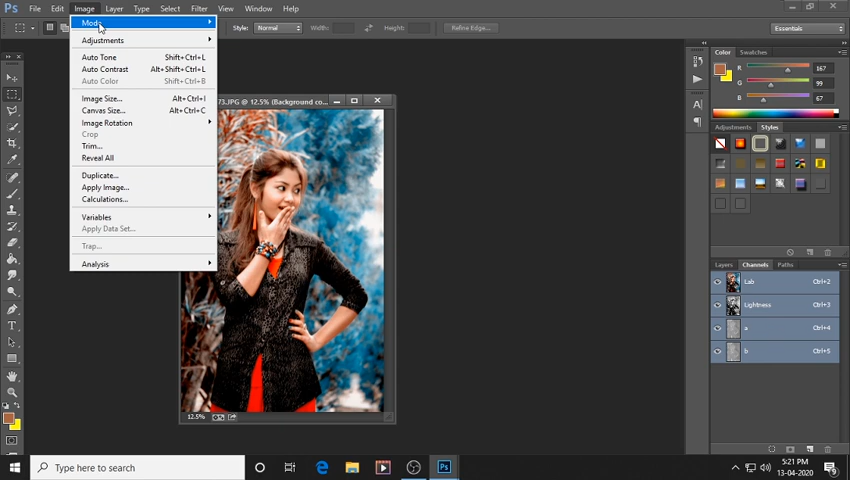 Ps File Edit Image Layer Type Select Filter View Window
Style: Normal Width: Height: Refine Edge... Essentials
Mode
Adjustments
Auto Tone Shift+Ctrl+L
Auto Contrast Alt+Shift+Ctrl+L
Auto Color Shift+Ctrl+B
Image Size... Alt+Ctrl+I
Canvas Size... Alt+Ctrl+C
Image Rotation
Crop
Trim...
Reveal All
Duplicate...
Apply Image...
Calculations...
Variables
Apply Data Set...
Trap...
Analysis
73.JPG @ 12.5% (Background co...
12.5%
Color Swatches
R 167
G 99
B 67
Adjustments Styles
Layers Channels Paths
Lab Ctrl+2
Lightness Ctrl+3
a Ctrl+4
b Ctrl+5
Type here to search
Ps
5:21 PM
13-04-2020